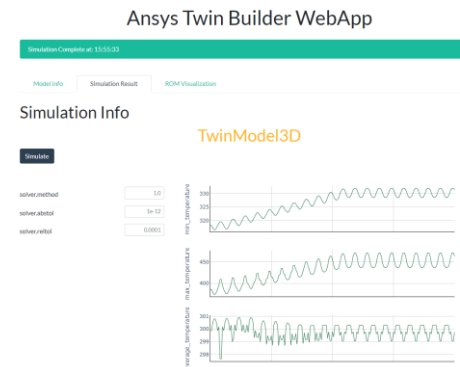 Ansys Twin Builder WebApp
Simulation Complete at: 15:55:33
Model Info Simulation Result ROM Visualization
Simulation Info
TwinModel3D
Simulate
solver.method 1.0
solver.abstol 1e-12
solver.reltol 0.0001
min_temperature
330
325
320
max_temperature
450
400
average_temperature
301
300
299
298